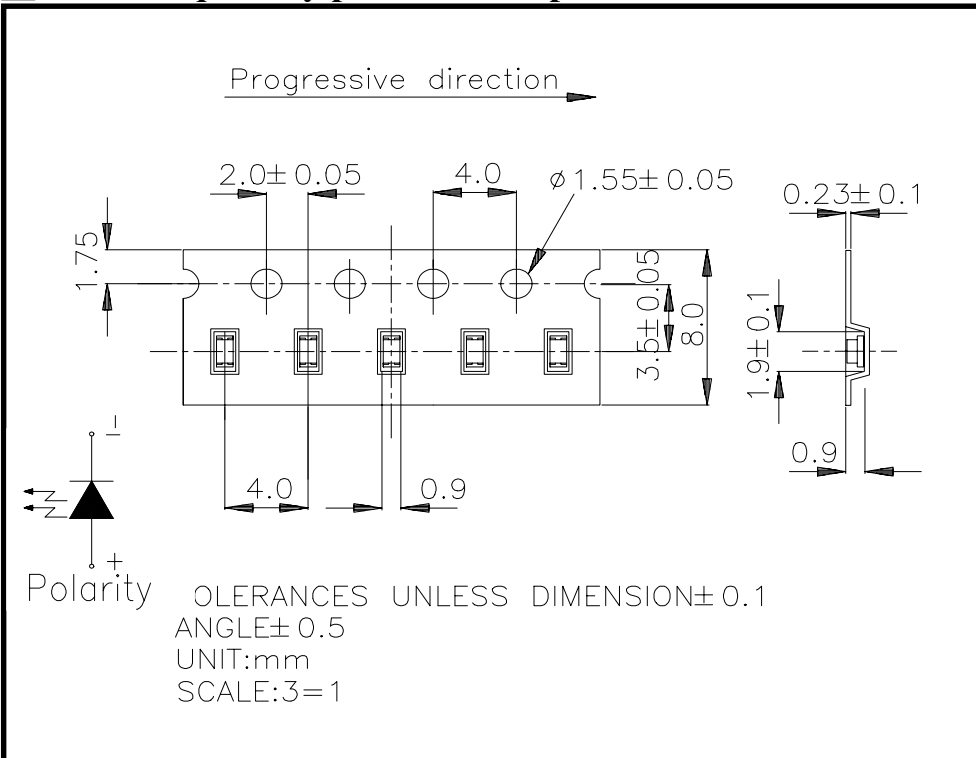 Progressive direction
2.0±0.05
4.0
φ1.55±0.05
0.23±0.1
1.75
3.5±0.05
8.0
1.9±0.1
0.9
4.0
0.9
-
+
Polarity
OLERANCES UNLESS DIMENSION±0.1
ANGLE±0.5
UNIT:mm
SCALE:3=1